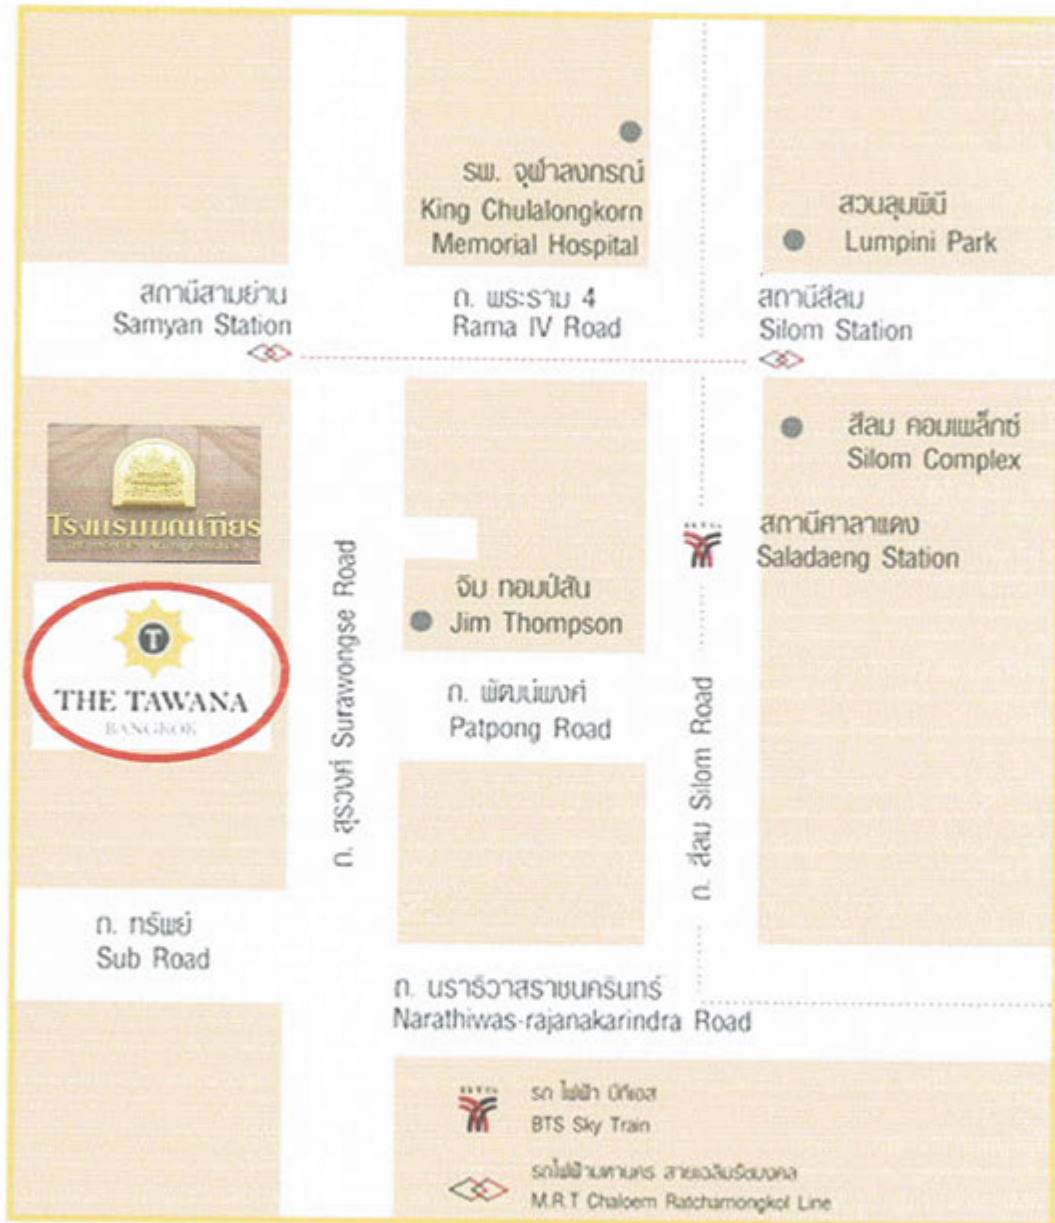 รพ. จุฬาลงกรณ์
King Chulalongkorn
Memorial Hospital
สวนลุมพินี
Lumpini Park
สถานีสามย่าน
Samyan Station
ถ. พระราม 4
Rama IV Road
สถานีสีลม
Silom Station
โรงแรมมณเฑียร
สีลม คอมเพล็กซ์
Silom Complex
BTS
สถานีศาลาแดง
Saladaeng Station
จิม ทอมป์สัน
Jim Thompson
T
THE TAWANA
BANGKOK
ถ. สุรวงศ์ Surawongse Road
ถ. พัฒน์พงศ์
Patpong Road
ถ. สีลม Silom Road
ถ. ทรัพย์
Sub Road
ถ. นราธิวาสราชนครินทร์
Narathiwas-rajanakarindra Road
BTS
รถไฟฟ้า บีทีเอส
BTS Sky Train
รถไฟฟ้ามหานคร สายเฉลิมรัชมงคล
M.R.T Chaloem Ratchamongkol Line